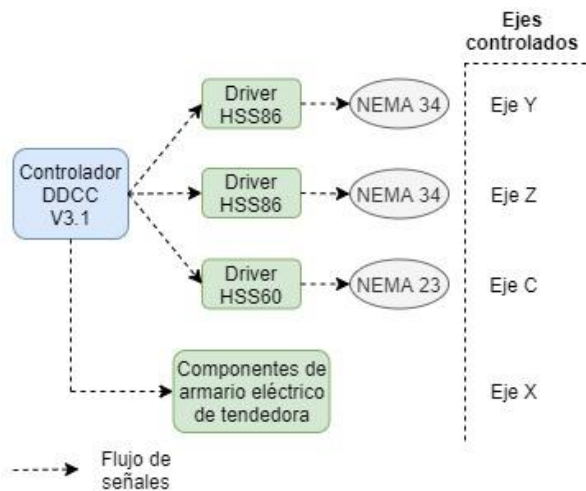 Ejes
controlados
Driver
HSS86
NEMA 34
Eje Y
Controlador
DDCC
V3.1
Driver
HSS86
NEMA 34
Eje Z
Driver
HSS60
NEMA 23
Eje C
Componentes de
armario eléctrico
de tendedora
Eje X
Flujo de
señales